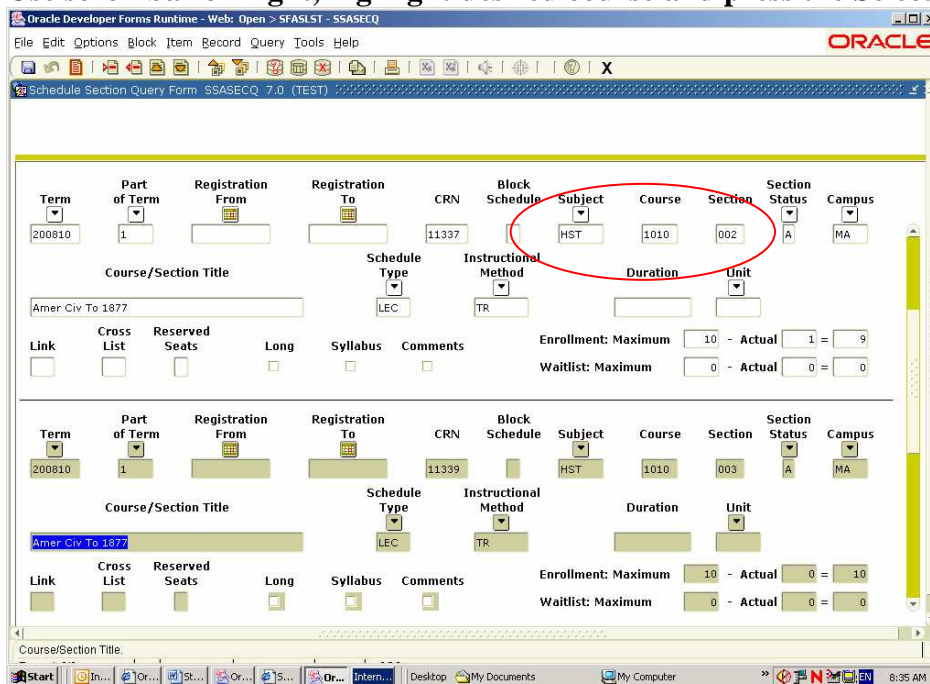 Oracle Developer Forms Runtime - Web: Open > SFASLST - SSASECQ
File Edit Options Block Item Record Query Tools Help
ORACLE
X
Schedule Section Query Form SSASECQ 7.0 (TEST)
Term Part of Term Registration From Registration To CRN Block Schedule Subject Course Section Section Status Campus
200810 1 11337 HST 1010 002 A MA
Course/Section Title Schedule Type Instructional Method Duration Unit
Amer Civ To 1877 LEC TR
Link Cross List Reserved Seats Long Syllabus Comments Enrollment: Maximum 10 - Actual 1 = 9
Waitlist: Maximum 0 - Actual 0 = 0
Term Part of Term Registration From Registration To CRN Block Schedule Subject Course Section Section Status Campus
200810 1 11339 HST 1010 003 A MA
Course/Section Title Schedule Type Instructional Method Duration Unit
Amer Civ To 1877 LEC TR
Link Cross List Reserved Seats Long Syllabus Comments Enrollment: Maximum 10 - Actual 0 = 10
Waitlist: Maximum 0 - Actual 0 = 0
Course/Section Title.
Start In... Or... St... Or... S... Or... Intern... Desktop My Documents My Computer » N EN 8:35 AM